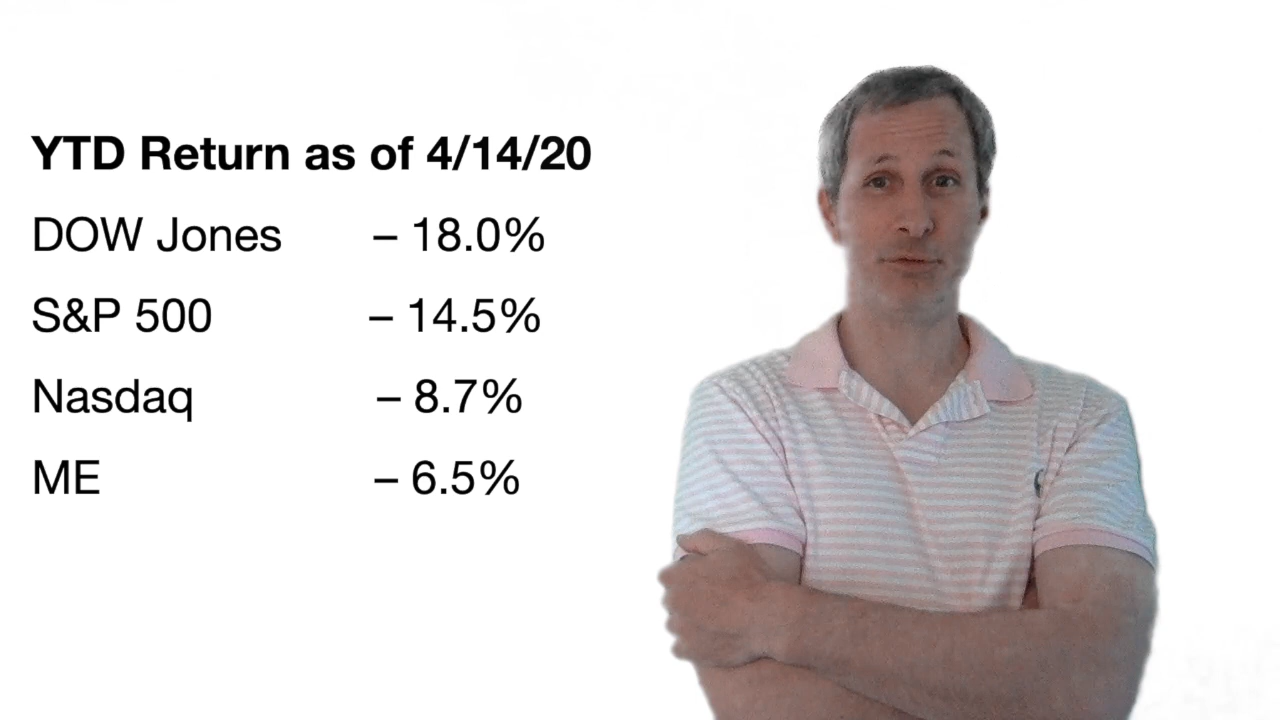 YTD Return as of 4/14/20
DOW Jones – 18.0%
S&P 500 – 14.5%
Nasdaq – 8.7%
ME – 6.5%